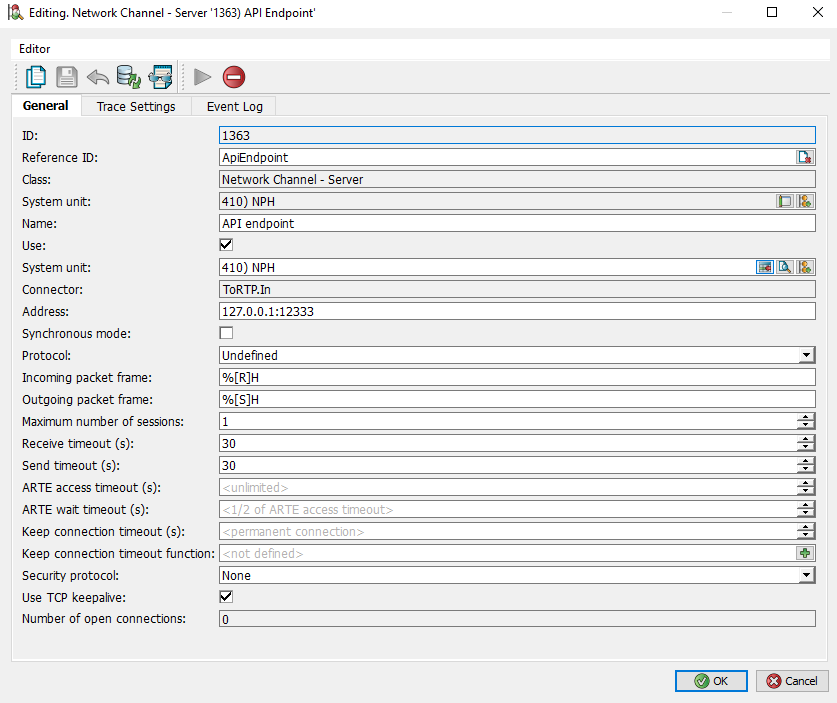 Editing. Network Channel - Server '1363) API Endpoint'
Editor
General Trace Settings Event Log
ID: 1363
Reference ID: ApiEndpoint
Class: Network Channel - Server
System unit: 410) NPH
Name: API endpoint
Use:
System unit: 410) NPH
Connector: ToRTP.In
Address: 127.0.0.1:12333
Synchronous mode:
Protocol: Undefined
Incoming packet frame: %[R]H
Outgoing packet frame: %[S]H
Maximum number of sessions: 1
Receive timeout (s): 30
Send timeout (s): 30
ARTE access timeout (s): <unlimited>
ARTE wait timeout (s): <1/2 of ARTE access timeout>
Keep connection timeout (s): <permanent connection>
Keep connection timeout function: <not defined>
Security protocol: None
Use TCP keepalive:
Number of open connections: 0
OK Cancel